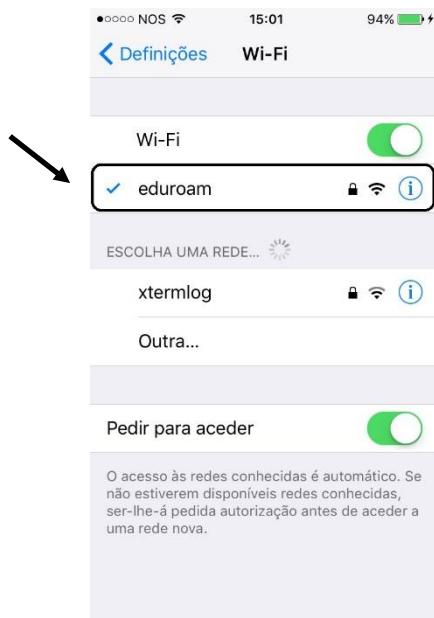 NOS 15:01 94%
Definições Wi-Fi
Wi-Fi
eduroam
ESCOLHA UMA REDE...
xtermlog
Outra...
Pedir para aceder
O acesso às redes conhecidas é automático. Se
não estiverem disponíveis redes conhecidas,
ser-lhe-á pedida autorização antes de aceder a
uma rede nova.